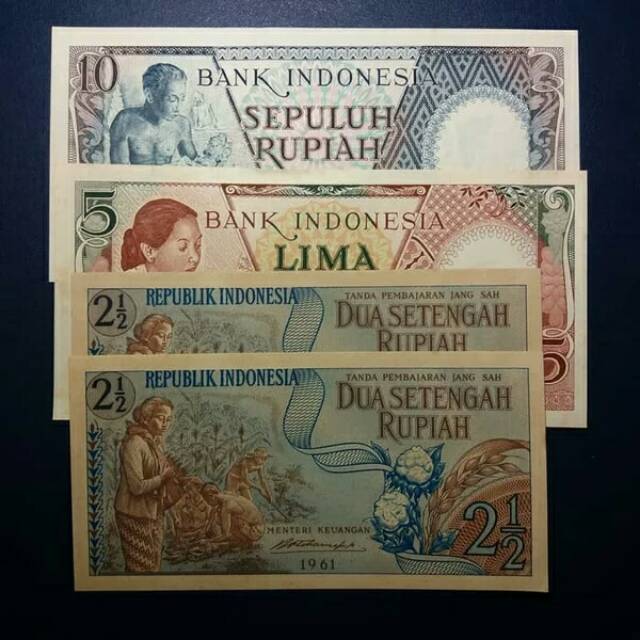 10
BANK INDONESIA
SEPULUH
RUPIAH
5
BANK INDONESIA
LIMA
5
2½
REPUBLIK INDONESIA
TANDA PEMBAJARAN JANG SAH
DUA SETENGAH
RUPIAH
2½
REPUBLIK INDONESIA
TANDA PEMBAJARAN JANG SAH
DUA SETENGAH
RUPIAH
MENTERI KEUANGAN
1961
2½